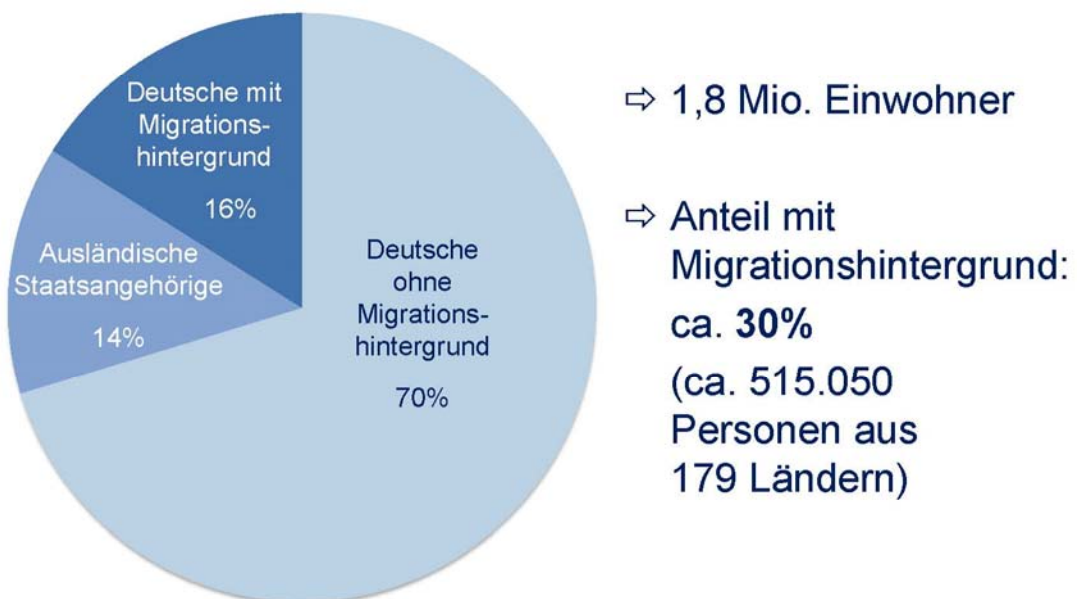 Deutsche mit
Migrations-
hintergrund
16%
Ausländische
Staatsangehörige
14%
Deutsche
ohne
Migrations-
hintergrund
70%
⇨ 1,8 Mio. Einwohner
⇨ Anteil mit
Migrationshintergrund:
ca. 30%
(ca. 515.050
Personen aus
179 Ländern)